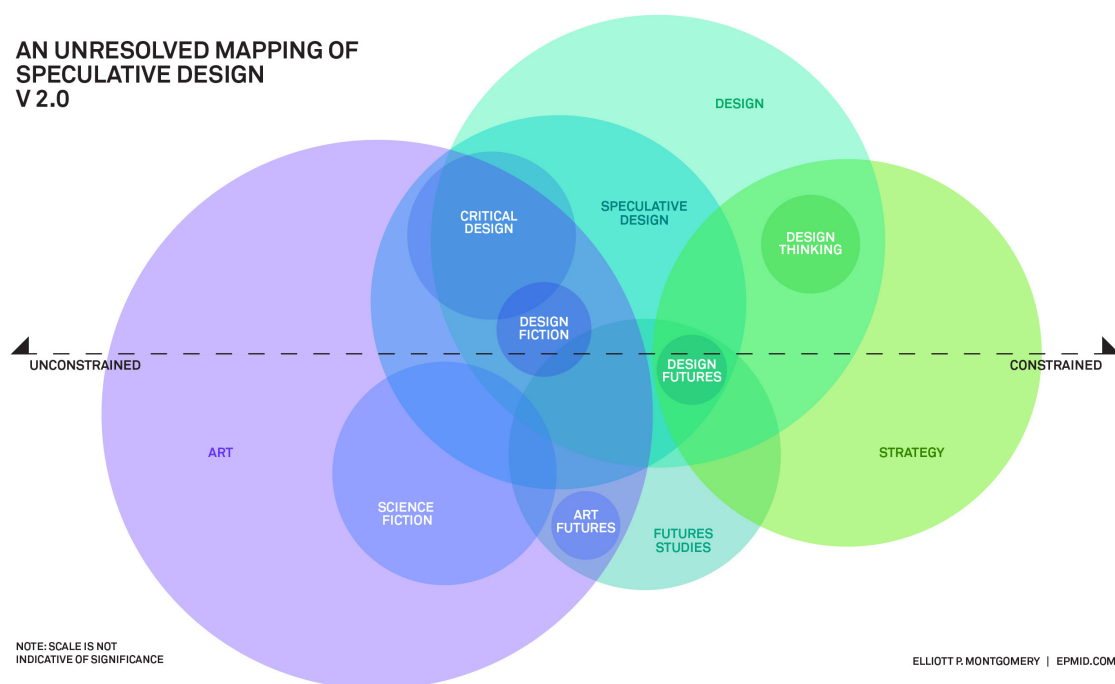 AN UNRESOLVED MAPPING OF
SPECULATIVE DESIGN
V 2.0
DESIGN
SPECULATIVE
DESIGN
CRITICAL
DESIGN
DESIGN
THINKING
DESIGN
FICTION
UNCONSTRAINED
CONSTRAINED
DESIGN
FUTURES
ART
STRATEGY
SCIENCE
FICTION
ART
FUTURES
FUTURES
STUDIES
NOTE: SCALE IS NOT
INDICATIVE OF SIGNIFICANCE
ELLIOTT P. MONTGOMERY | EPMID.COM